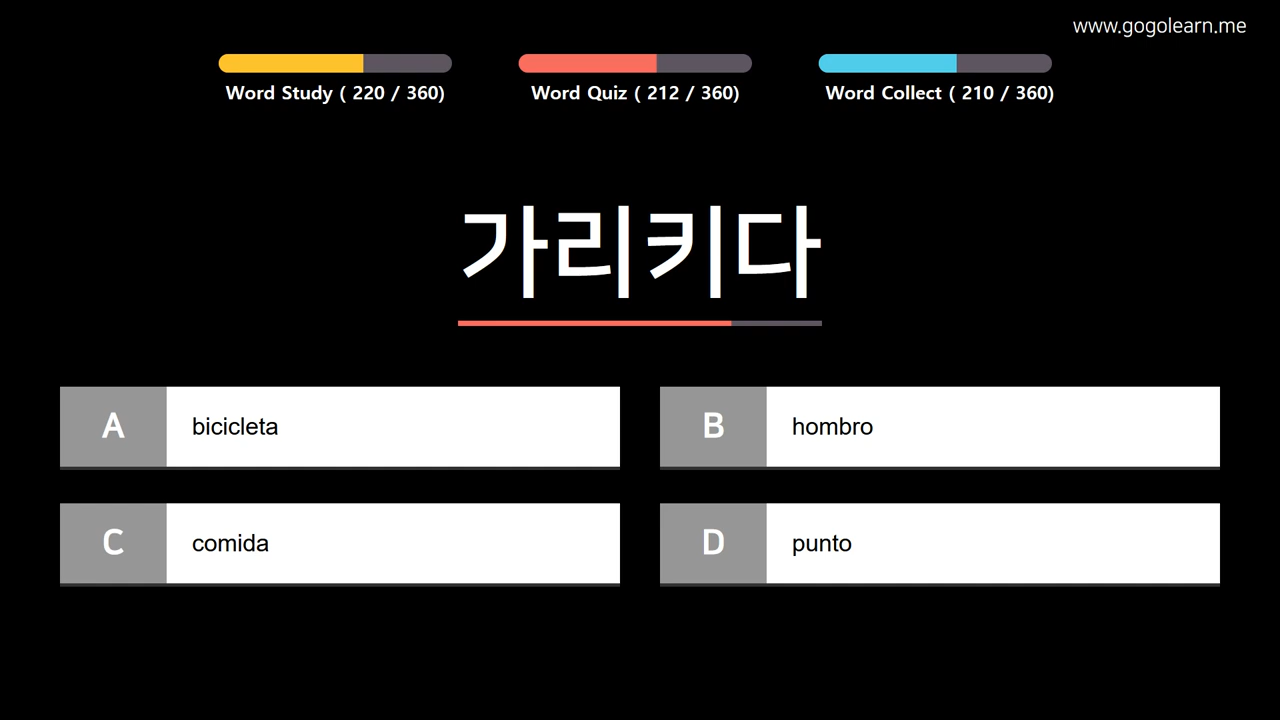 www.gogolearn.me
Word Study ( 220 / 360)
Word Quiz ( 212 / 360)
Word Collect ( 210 / 360)
가리키다
A bicicleta
B hombro
C comida
D punto